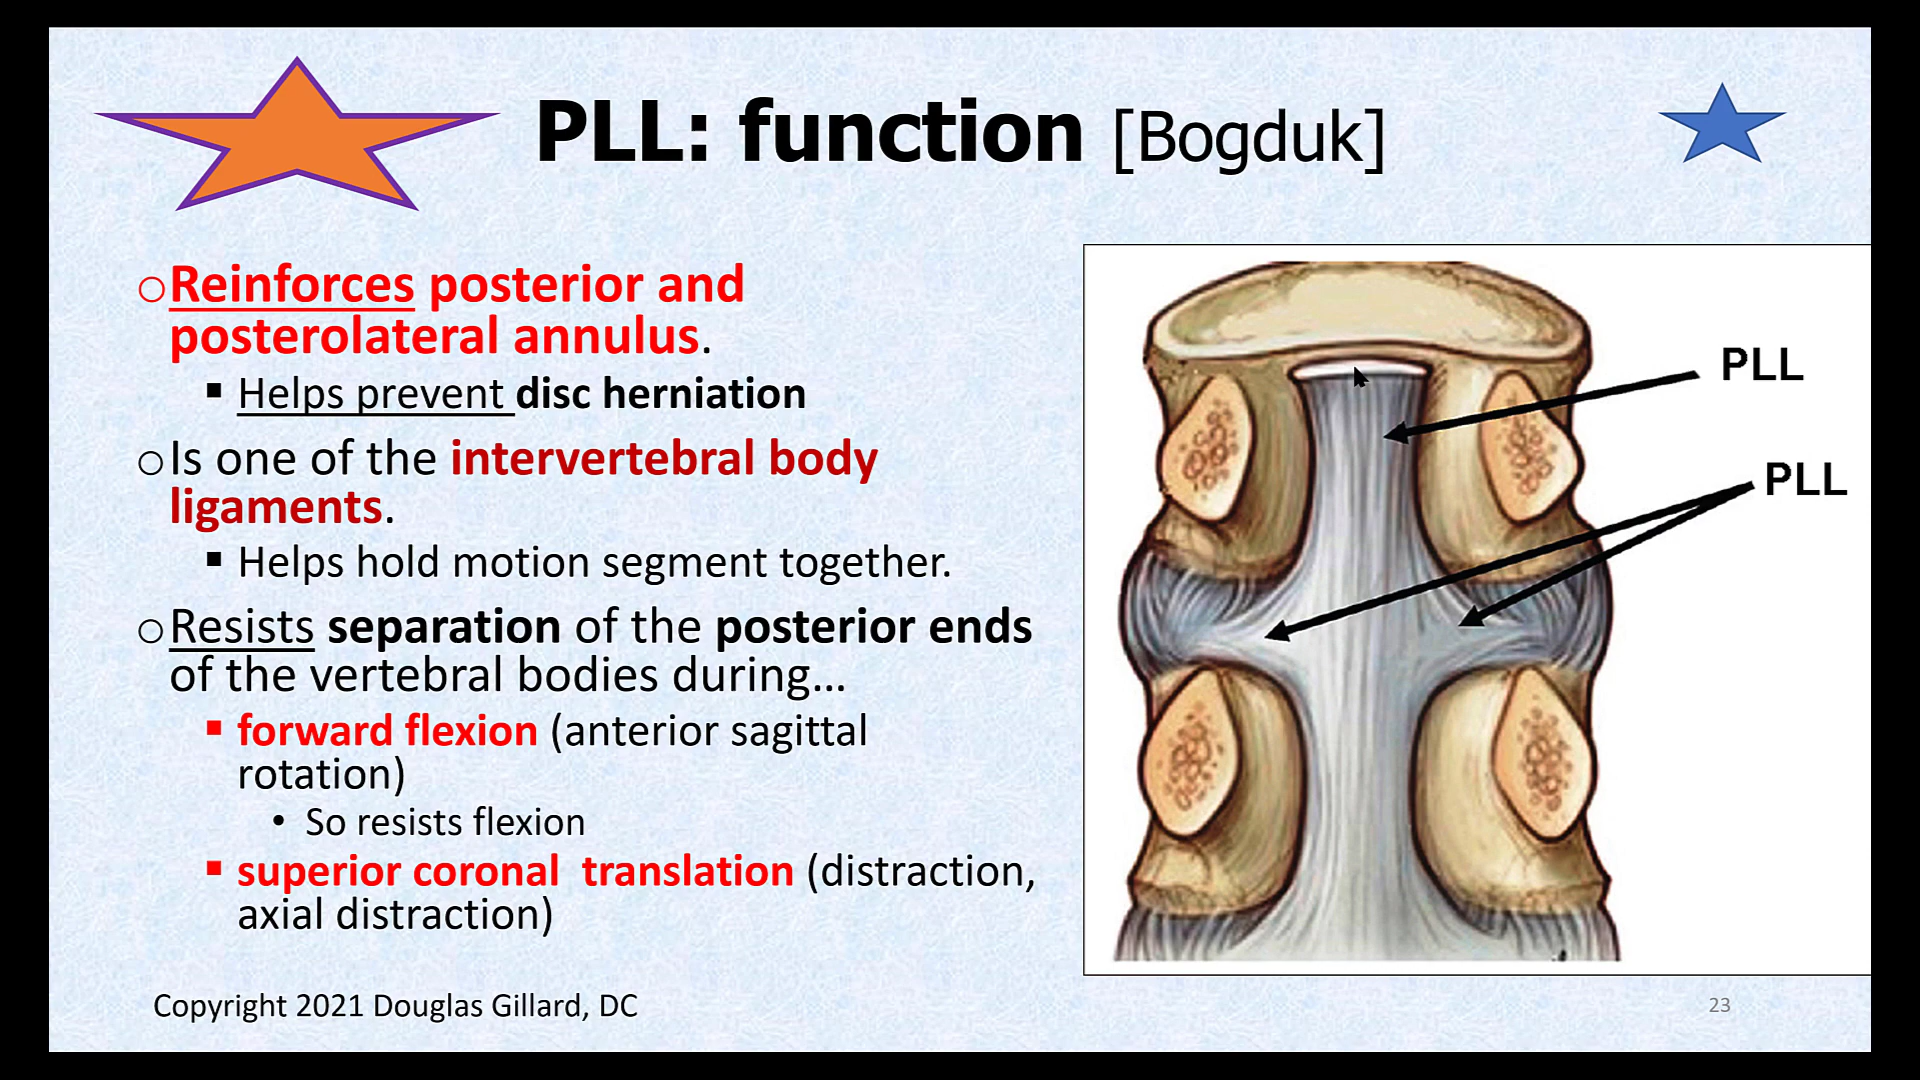 PLL: function [Bogduk]
○Reinforces posterior and
posterolateral annulus.
▪ Helps prevent disc herniation
○Is one of the intervertebral body
ligaments.
▪ Helps hold motion segment together.
○Resists separation of the posterior ends
of the vertebral bodies during...
▪ forward flexion (anterior sagittal
rotation)
• So resists flexion
▪ superior coronal  translation (distraction,
axial distraction)
PLL
PLL
Copyright 2021 Douglas Gillard, DC
23